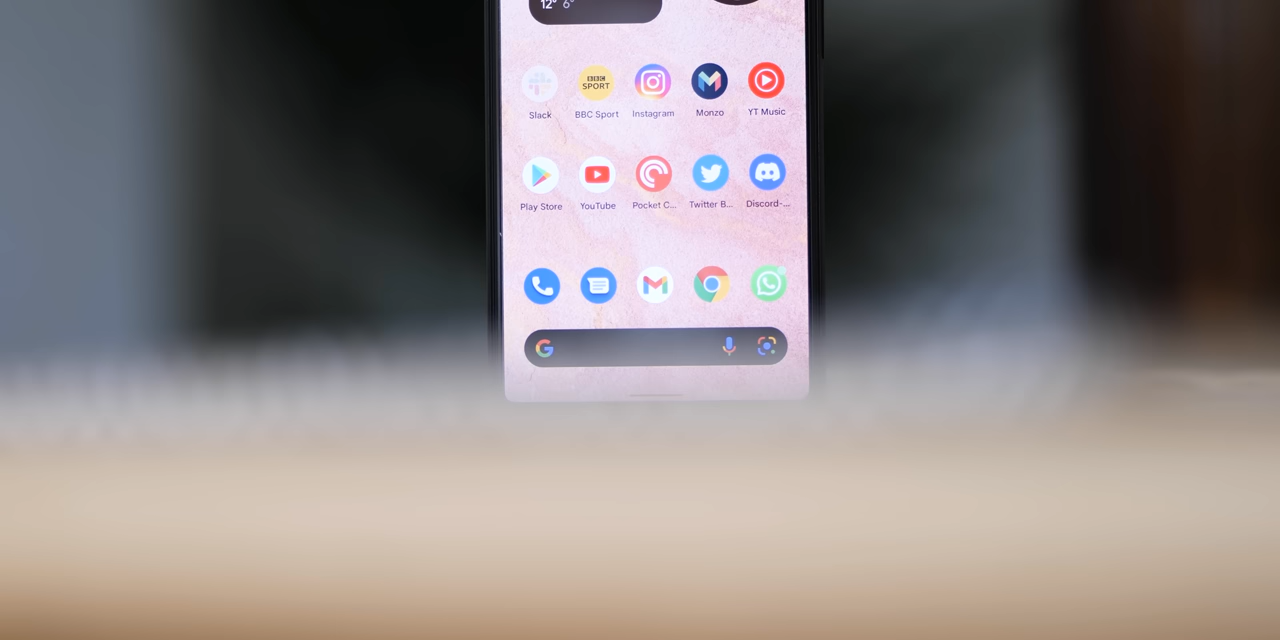 12° 6°
BBC
SPORT
Slack BBC Sport Instagram Monzo YT Music
Play Store YouTube Pocket C... Twitter B... Discord-...